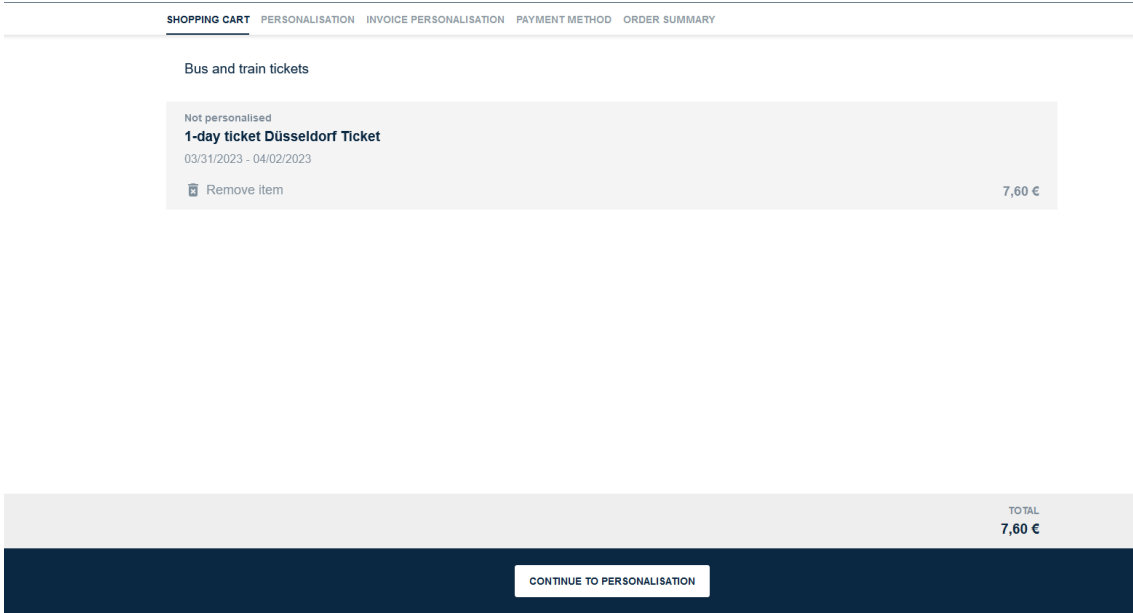 SHOPPING CART PERSONALISATION INVOICE PERSONALISATION PAYMENT METHOD ORDER SUMMARY
Bus and train tickets
Not personalised
1-day ticket Düsseldorf Ticket
03/31/2023 - 04/02/2023
Remove item 7,60 €
TOTAL
7,60 €
CONTINUE TO PERSONALISATION